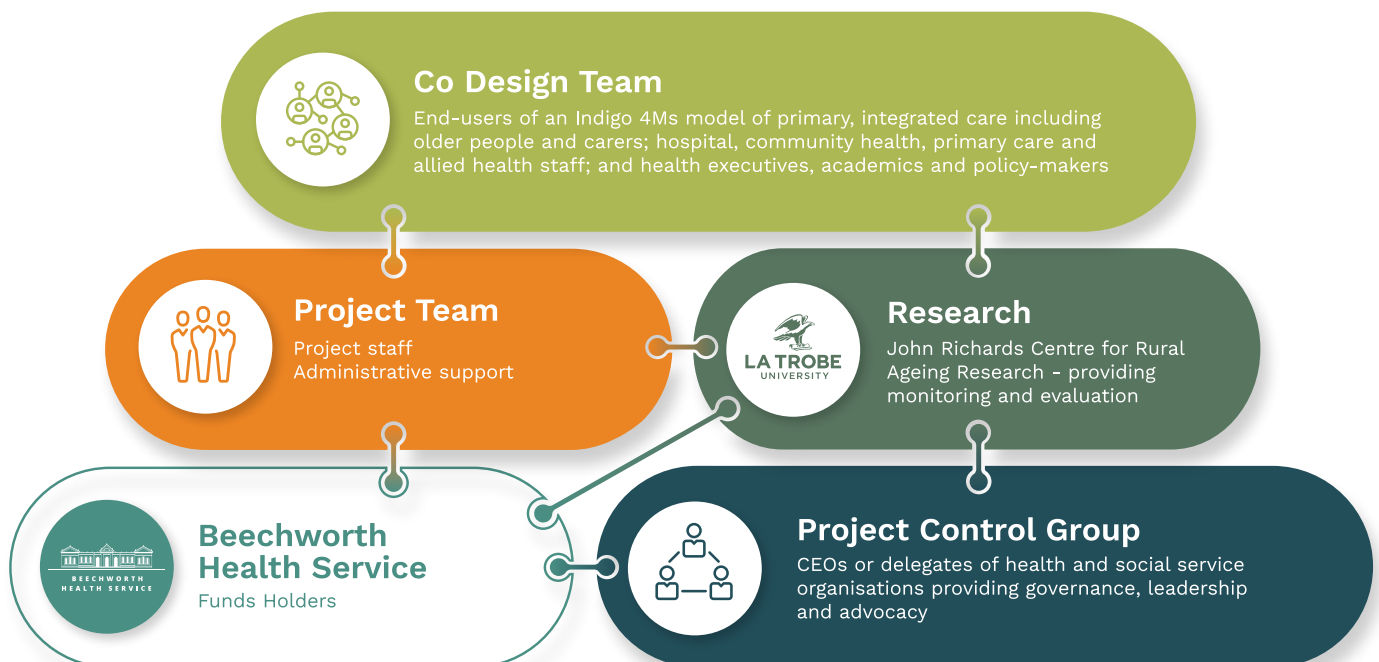 Co Design Team
End-users of an Indigo 4Ms model of primary, integrated care including
older people and carers; hospital, community health, primary care and
allied health staff; and health executives, academics and policy-makers
Project Team
Project staff
Administrative support
LA TROBE
UNIVERSITY
Research
John Richards Centre for Rural
Ageing Research - providing
monitoring and evaluation
BEECHWORTH
HEALTH SERVICE
Beechworth
Health Service
Funds Holders
Project Control Group
CEOs or delegates of health and social service
organisations providing governance, leadership
and advocacy